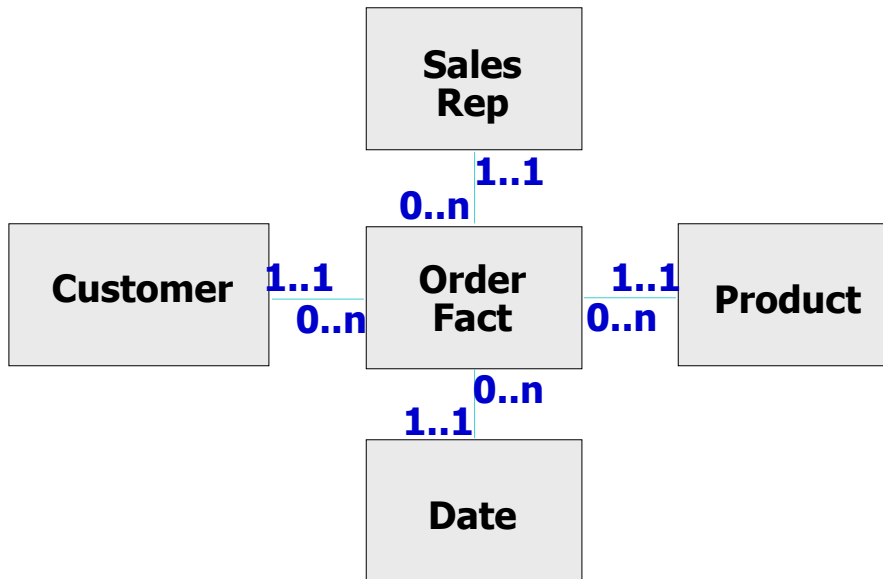 Sales
Rep
1..1
0..n
Customer
1..1
0..n
Order
Fact
1..1
0..n
Product
0..n
1..1
Date